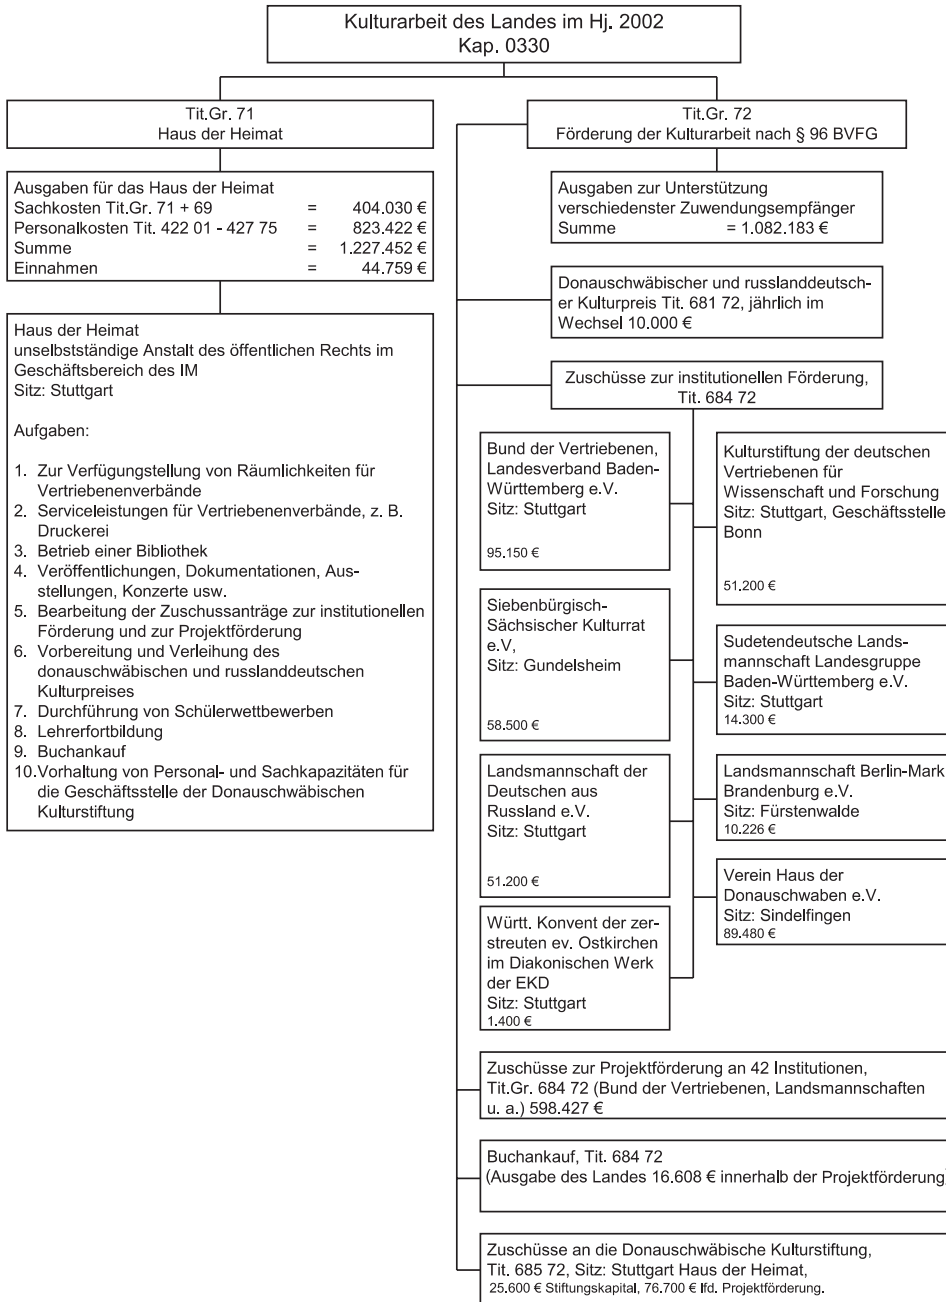 Kulturarbeit des Landes im Hj. 2002
Kap. 0330
Tit.Gr. 71
Haus der Heimat
Ausgaben für das Haus der Heimat
Sachkosten Tit.Gr. 71 + 69 = 404.030 €
Personalkosten Tit. 422 01 - 427 75 = 823.422 €
Summe = 1.227.452 €
Einnahmen = 44.759 €
Haus der Heimat
unselbstständige Anstalt des öffentlichen Rechts im
Geschäftsbereich des IM
Sitz: Stuttgart
Aufgaben:
1. Zur Verfügungstellung von Räumlichkeiten für
Vertriebenenverbände
2. Serviceleistungen für Vertriebenenverbände, z. B.
Druckerei
3. Betrieb einer Bibliothek
4. Veröffentlichungen, Dokumentationen, Aus-
stellungen, Konzerte usw.
5. Bearbeitung der Zuschussanträge zur institutionellen
Förderung und zur Projektförderung
6. Vorbereitung und Verleihung des
donauschwäbischen und russlanddeutschen
Kulturpreises
7. Durchführung von Schülerwettbewerben
8. Lehrerfortbildung
9. Buchankauf
10.Vorhaltung von Personal- und Sachkapazitäten für
die Geschäftsstelle der Donauschwäbischen
Kulturstiftung
Tit.Gr. 72
Förderung der Kulturarbeit nach § 96 BVFG
Ausgaben zur Unterstützung
verschiedenster Zuwendungsempfänger
Summe = 1.082.183 €
Donauschwäbischer und russlanddeutsch-
er Kulturpreis Tit. 681 72, jährlich im
Wechsel 10.000 €
Zuschüsse zur institutionellen Förderung,
Tit. 684 72
Bund der Vertriebenen,
Landesverband Baden-
Württemberg e.V.
Sitz: Stuttgart
95.150 €
Kulturstiftung der deutschen
Vertriebenen für
Wissenschaft und Forschung
Sitz: Stuttgart, Geschäftsstelle
Bonn
51.200 €
Siebenbürgisch-
Sächsischer Kulturrat
e.V,
Sitz: Gundelsheim
58.500 €
Sudetendeutsche Lands-
mannschaft Landesgruppe
Baden-Württemberg e.V.
Sitz: Stuttgart
14.300 €
Landsmannschaft der
Deutschen aus
Russland e.V.
Sitz: Stuttgart
51.200 €
Landsmannschaft Berlin-Mark
Brandenburg e.V.
Sitz: Fürstenwalde
10.226 €
Verein Haus der
Donauschwaben e.V.
Sitz: Sindelfingen
89.480 €
Württ. Konvent der zer-
streuten ev. Ostkirchen
im Diakonischen Werk
der EKD
Sitz: Stuttgart
1.400 €
Zuschüsse zur Projektförderung an 42 Institutionen,
Tit.Gr. 684 72 (Bund der Vertriebenen, Landsmannschaften
u. a.) 598.427 €
Buchankauf, Tit. 684 72
(Ausgabe des Landes 16.608 € innerhalb der Projektförderung)
Zuschüsse an die Donauschwäbische Kulturstiftung,
Tit. 685 72, Sitz: Stuttgart Haus der Heimat,
25.600 € Stiftungskapital, 76.700 € lfd. Projektförderung.